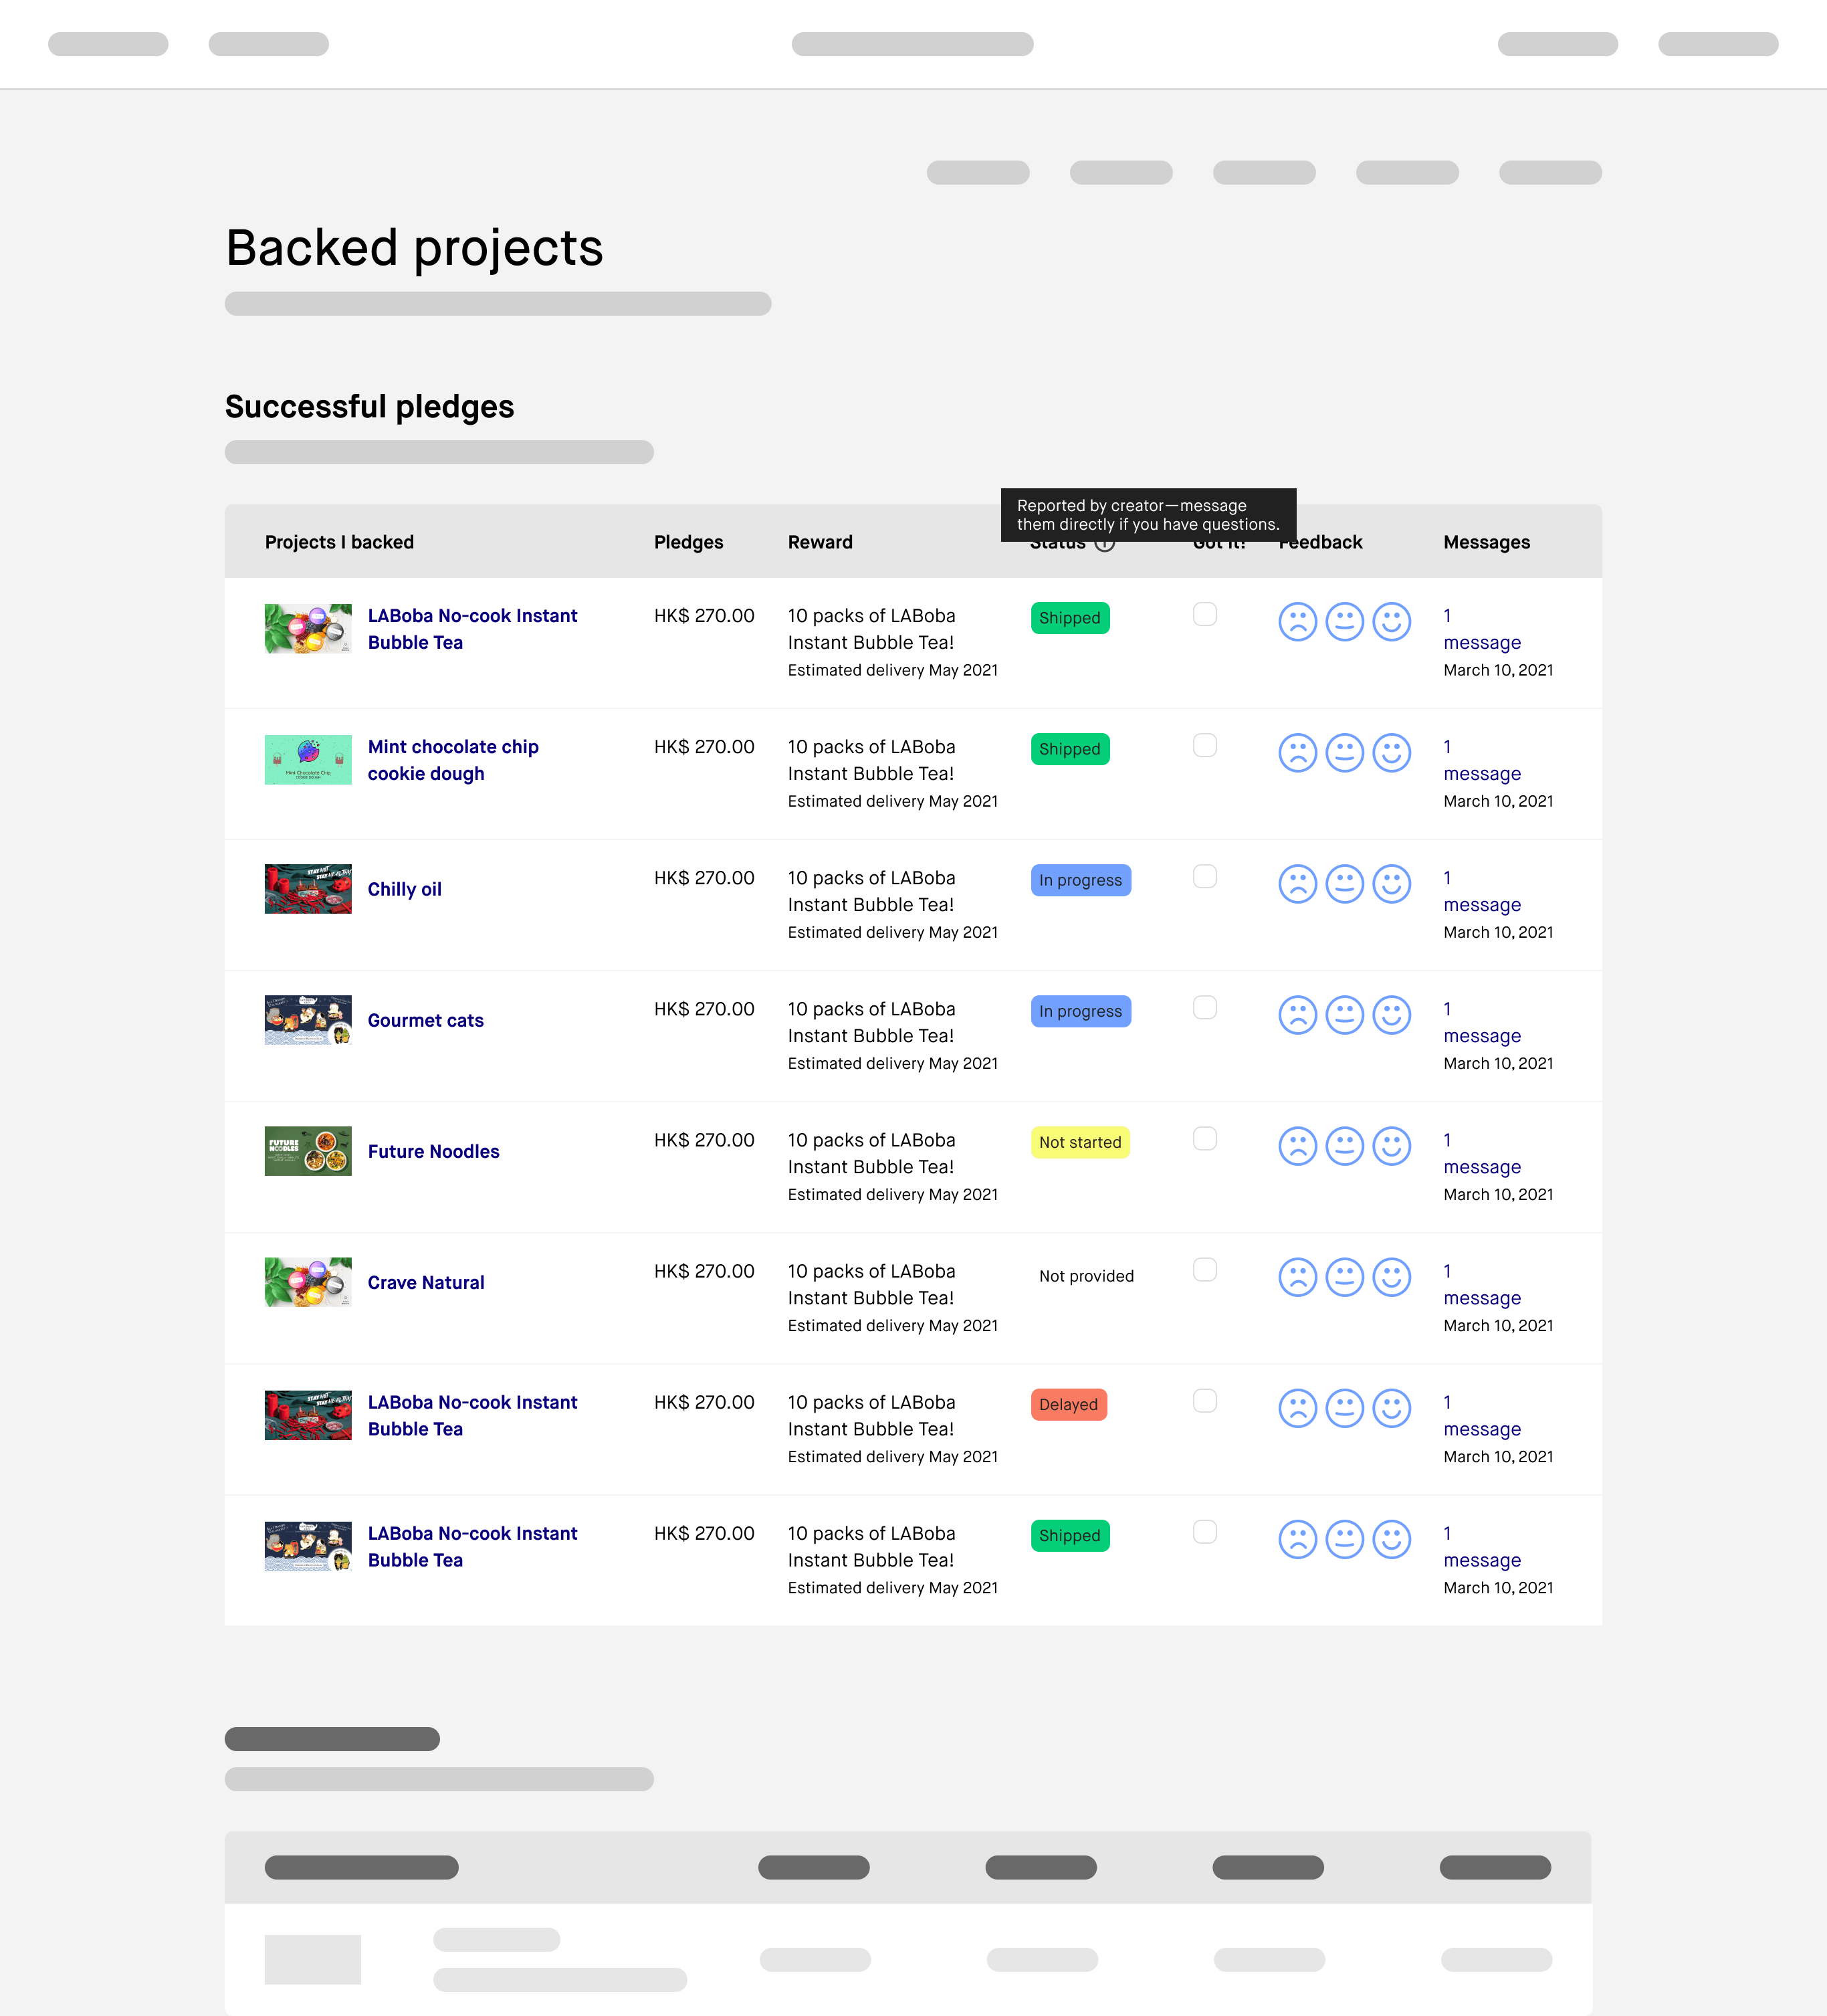 Backed projects
Successful pledges
Reported by creator—message
them directly if you have questions.
Projects I backed Pledges Reward Status Got it! Feedback Messages
LABoba No-cook Instant
Bubble Tea
HK$ 270.00
10 packs of LABoba
Instant Bubble Tea!
Estimated delivery May 2021
Shipped
1
message
March 10, 2021
Mint Chocolate Chip
Mint chocolate chip
cookie dough
HK$ 270.00
10 packs of LABoba
Instant Bubble Tea!
Estimated delivery May 2021
Shipped
1
message
March 10, 2021
Chilly oil
HK$ 270.00
10 packs of LABoba
Instant Bubble Tea!
Estimated delivery May 2021
In progress
1
message
March 10, 2021
Gourmet cats
HK$ 270.00
10 packs of LABoba
Instant Bubble Tea!
Estimated delivery May 2021
In progress
1
message
March 10, 2021
FUTURE
NOODLES
Future Noodles
HK$ 270.00
10 packs of LABoba
Instant Bubble Tea!
Estimated delivery May 2021
Not started
1
message
March 10, 2021
Crave Natural
HK$ 270.00
10 packs of LABoba
Instant Bubble Tea!
Estimated delivery May 2021
Not provided
1
message
March 10, 2021
LABoba No-cook Instant
Bubble Tea
HK$ 270.00
10 packs of LABoba
Instant Bubble Tea!
Estimated delivery May 2021
Delayed
1
message
March 10, 2021
LABoba No-cook Instant
Bubble Tea
HK$ 270.00
10 packs of LABoba
Instant Bubble Tea!
Estimated delivery May 2021
Shipped
1
message
March 10, 2021